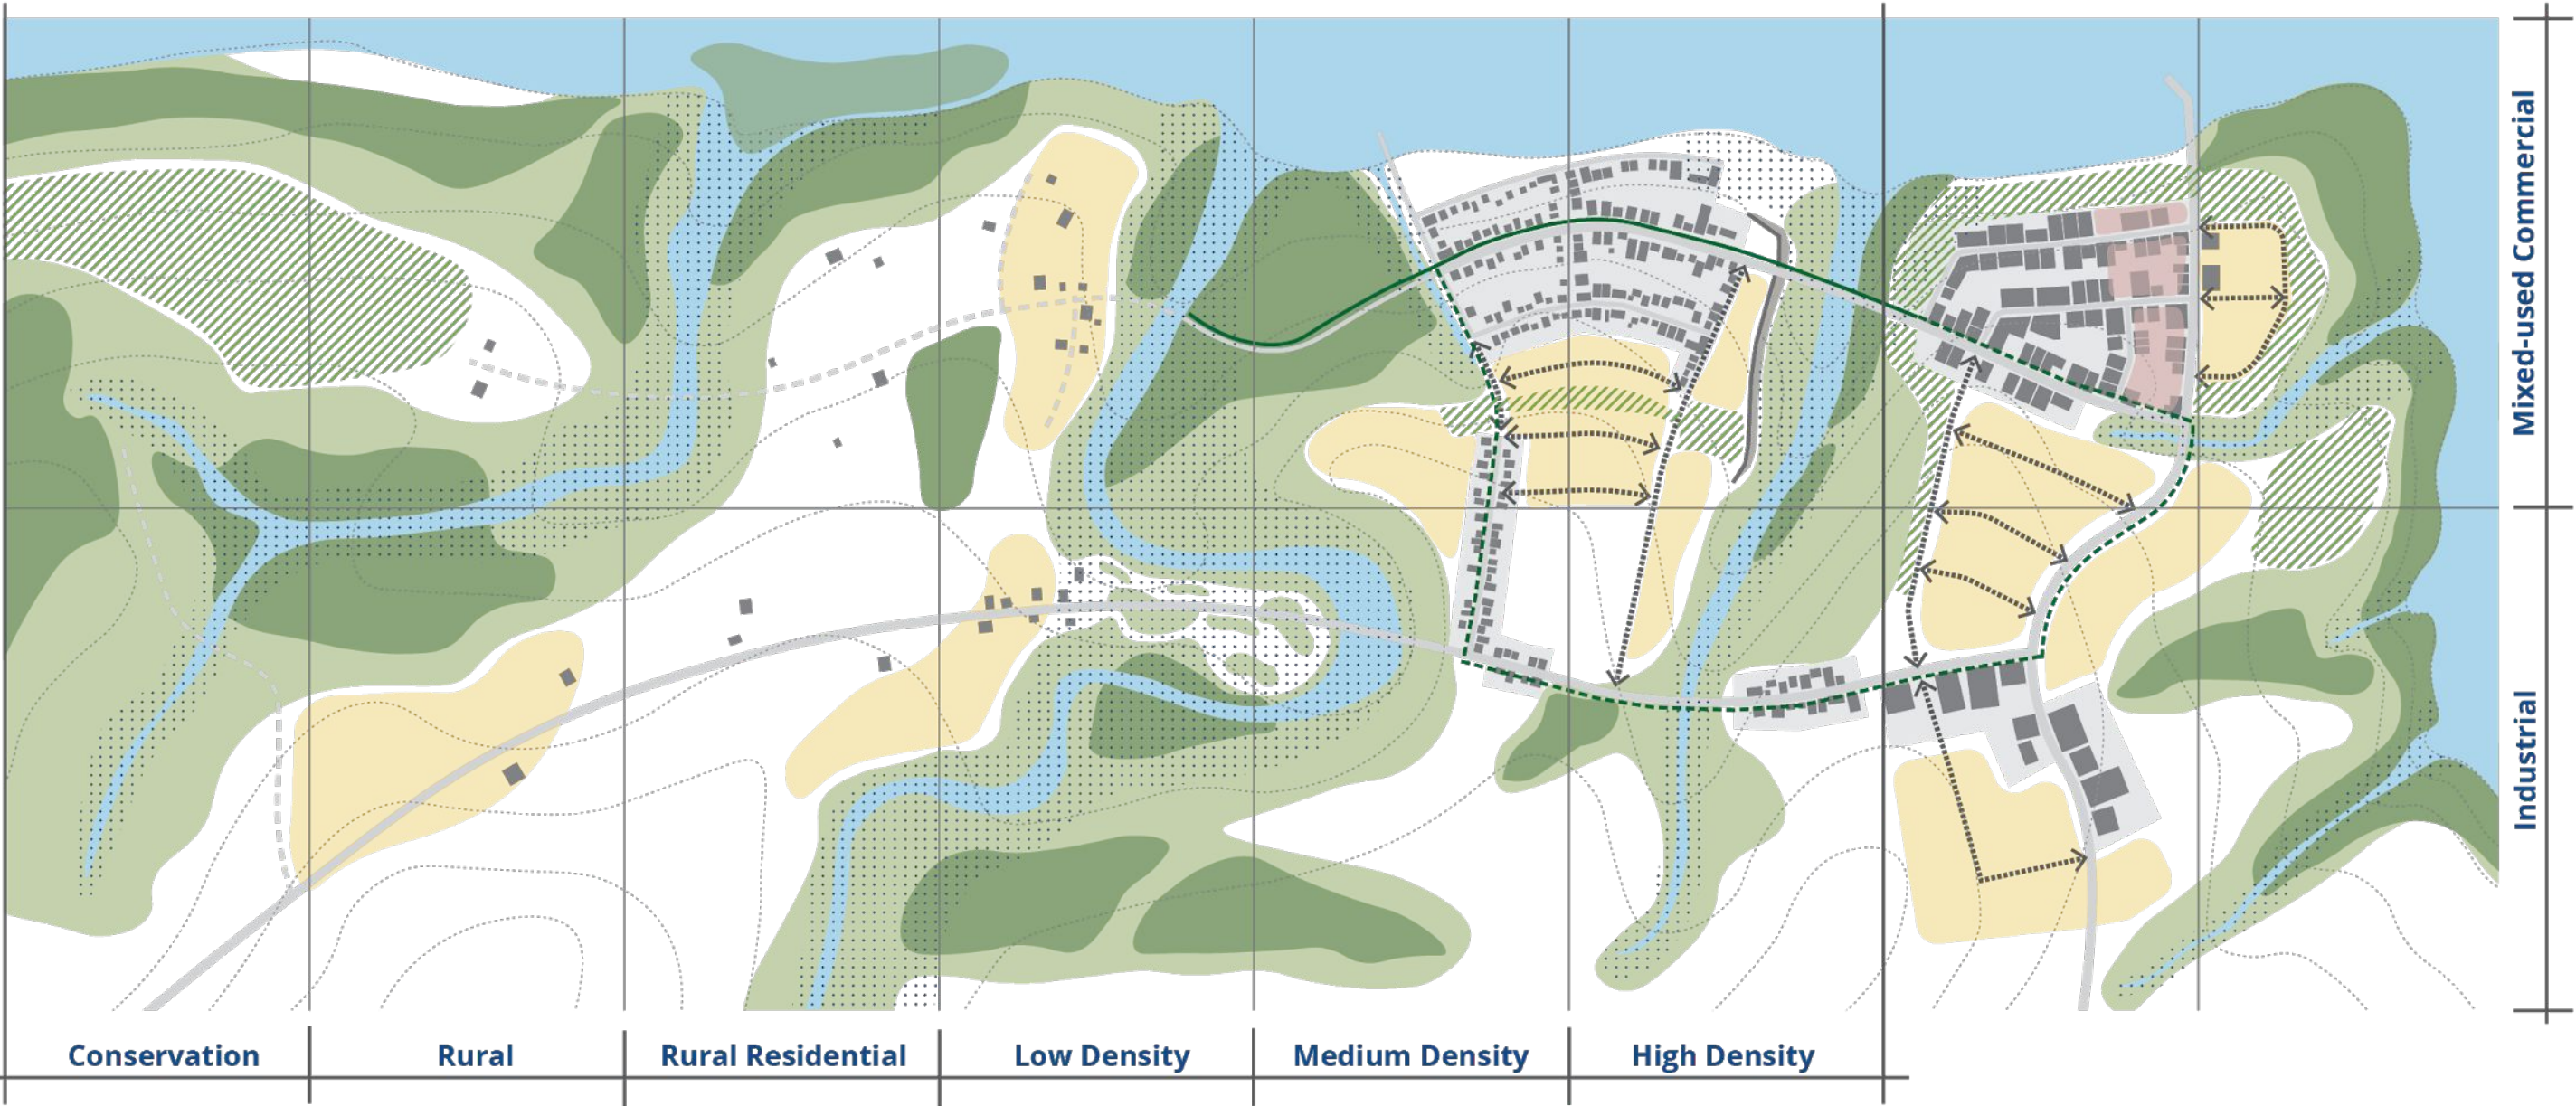 Mixed-used Commercial
Industrial
Conservation
Rural
Rural Residential
Low Density
Medium Density
High Density